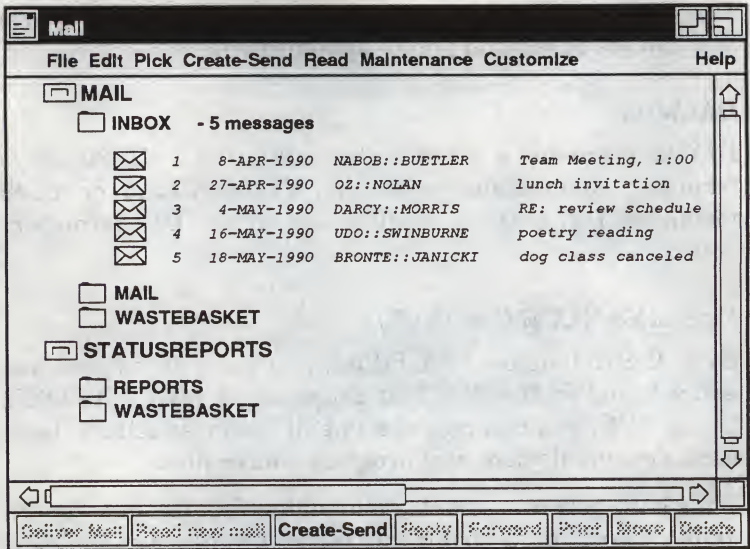 Mail
File Edit Pick Create-Send Read Maintenance Customize Help
MAIL
INBOX - 5 messages
1 8-APR-1990 NABOB::BUETLER Team Meeting, 1:00
2 27-APR-1990 OZ::NOLAN lunch invitation
3 4-MAY-1990 DARCY::MORRIS RE: review schedule
4 16-MAY-1990 UDO::SWINBURNE poetry reading
5 18-MAY-1990 BRONTE::JANICKI dog class canceled
MAIL
WASTEBASKET
STATUSREPORTS
REPORTS
WASTEBASKET
Deliver Mail Read new mail Create-Send Reply Forward Print Move Delete